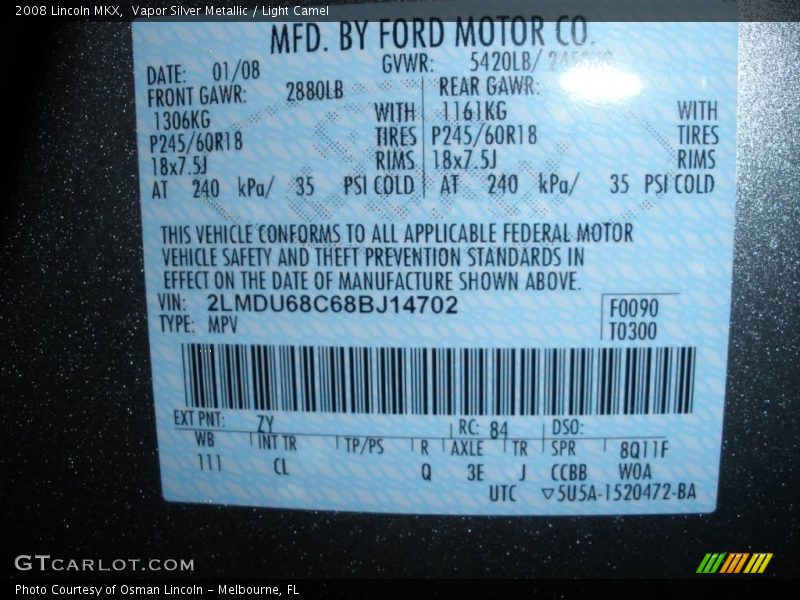 2008 Lincoln MKX, Vapor Silver Metallic / Light Camel
MFD. BY FORD MOTOR CO.
DATE: 01/08 GVWR: 5420LB/
FRONT GAWR: 2880LB REAR GAWR:
1306KG WITH 1161KG WITH
P245/60R18 TIRES P245/60R18 TIRES
18x7.5J RIMS 18x7.5J RIMS
AT 240 kPa/ 35 PSI COLD AT 240 kPa/ 35 PSI COLD
THIS VEHICLE CONFORMS TO ALL APPLICABLE FEDERAL MOTOR
VEHICLE SAFETY AND THEFT PREVENTION STANDARDS IN
EFFECT ON THE DATE OF MANUFACTURE SHOWN ABOVE.
VIN: 2LMDU68C68BJ14702 F0090
TYPE: MPV T0300
EXT PNT: ZY RC: 84 DSO:
WB INT TR TP/PS R AXLE TR SPR 8Q11F
111 CL Q 3E J CCBB W0A
UTC ▽5U5A-1520472-BA
GTCARLOT.COM
Photo Courtesy of Osman Lincoln - Melbourne, FL